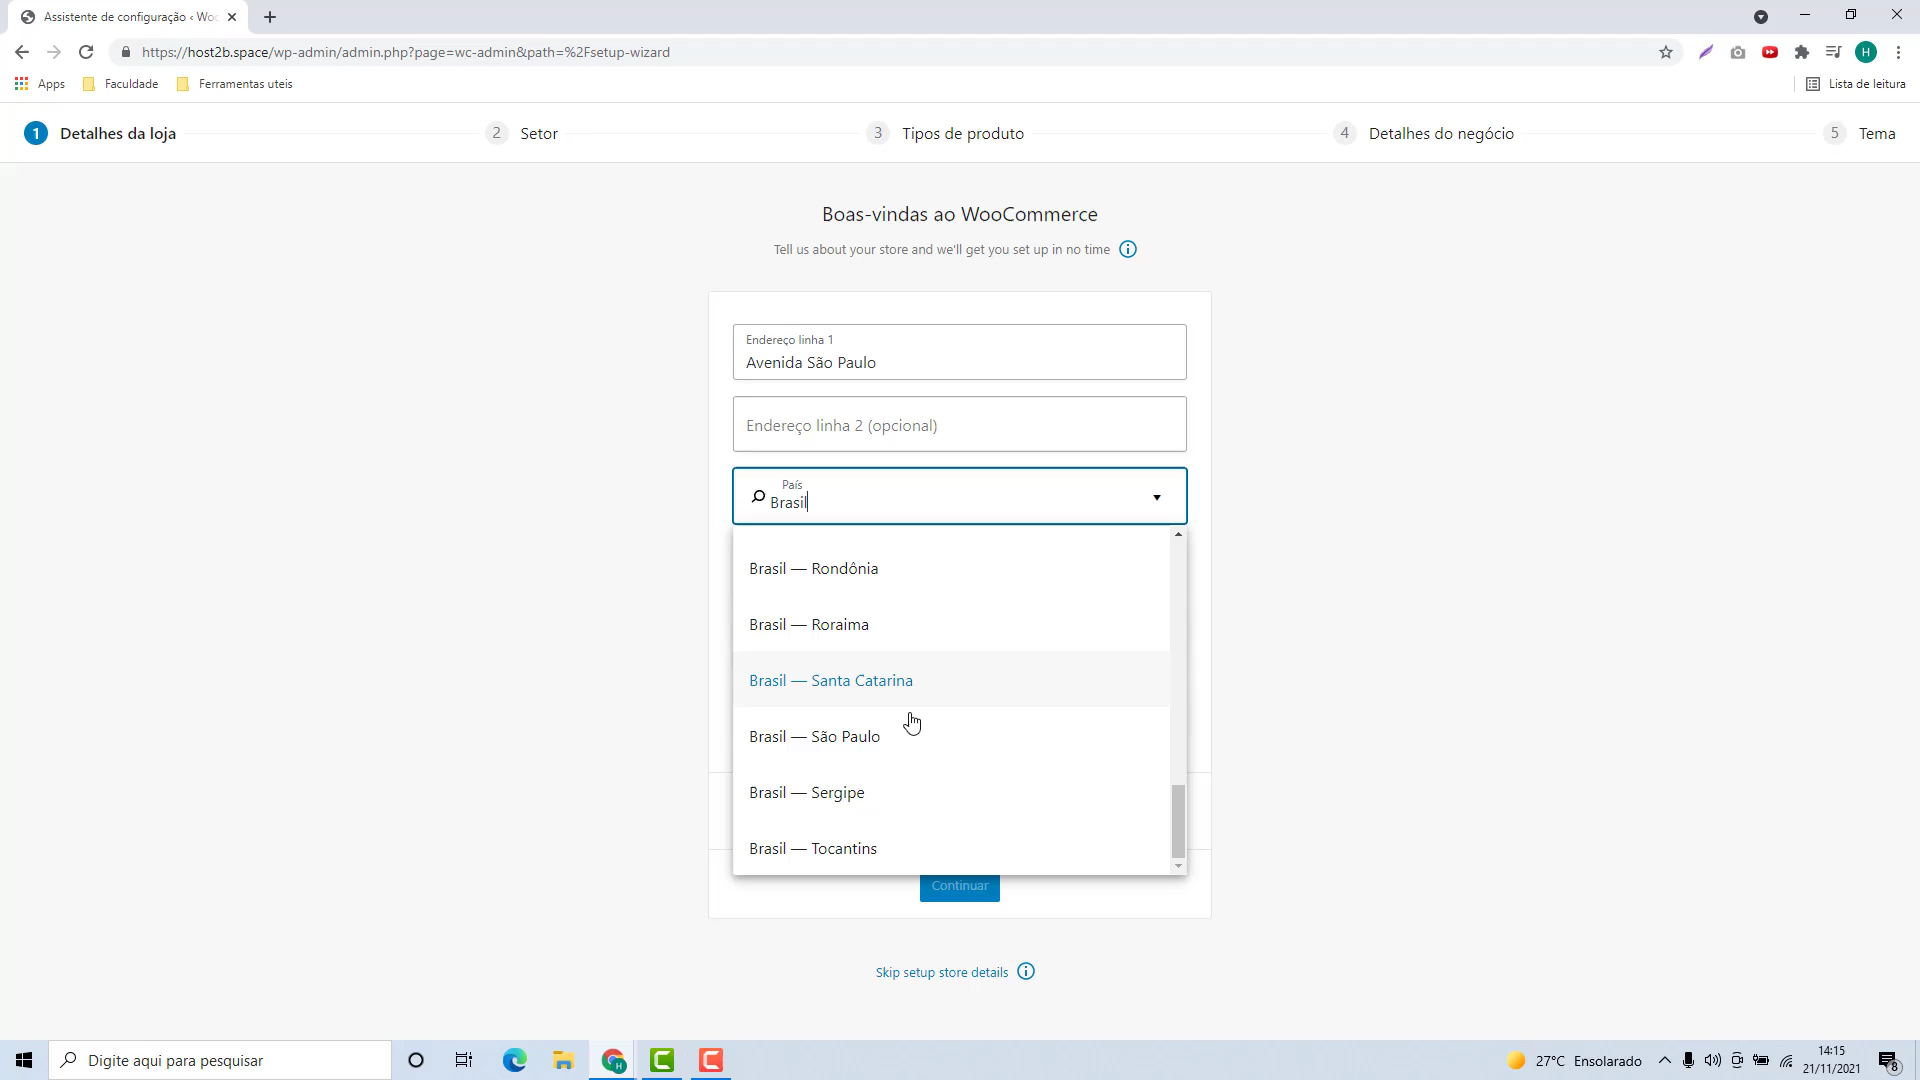 Assistente de configuração ‹ Woo
https://host2b.space/wp-admin/admin.php?page=wc-admin&path=%2Fsetup-wizard
H
Apps
Faculdade
Ferramentas uteis
Lista de leitura
1 Detalhes da loja
2 Setor
3 Tipos de produto
4 Detalhes do negócio
5 Tema
Boas-vindas ao WooCommerce
Tell us about your store and we'll get you set up in no time
Endereço linha 1
Avenida São Paulo
Endereço linha 2 (opcional)
País
Brasil
Brasil — Rondônia
Brasil — Roraima
Brasil — Santa Catarina
Brasil — São Paulo
Brasil — Sergipe
Brasil — Tocantins
Continuar
Skip setup store details
Digite aqui para pesquisar
27°C Ensolarado
14:15
21/11/2021
8